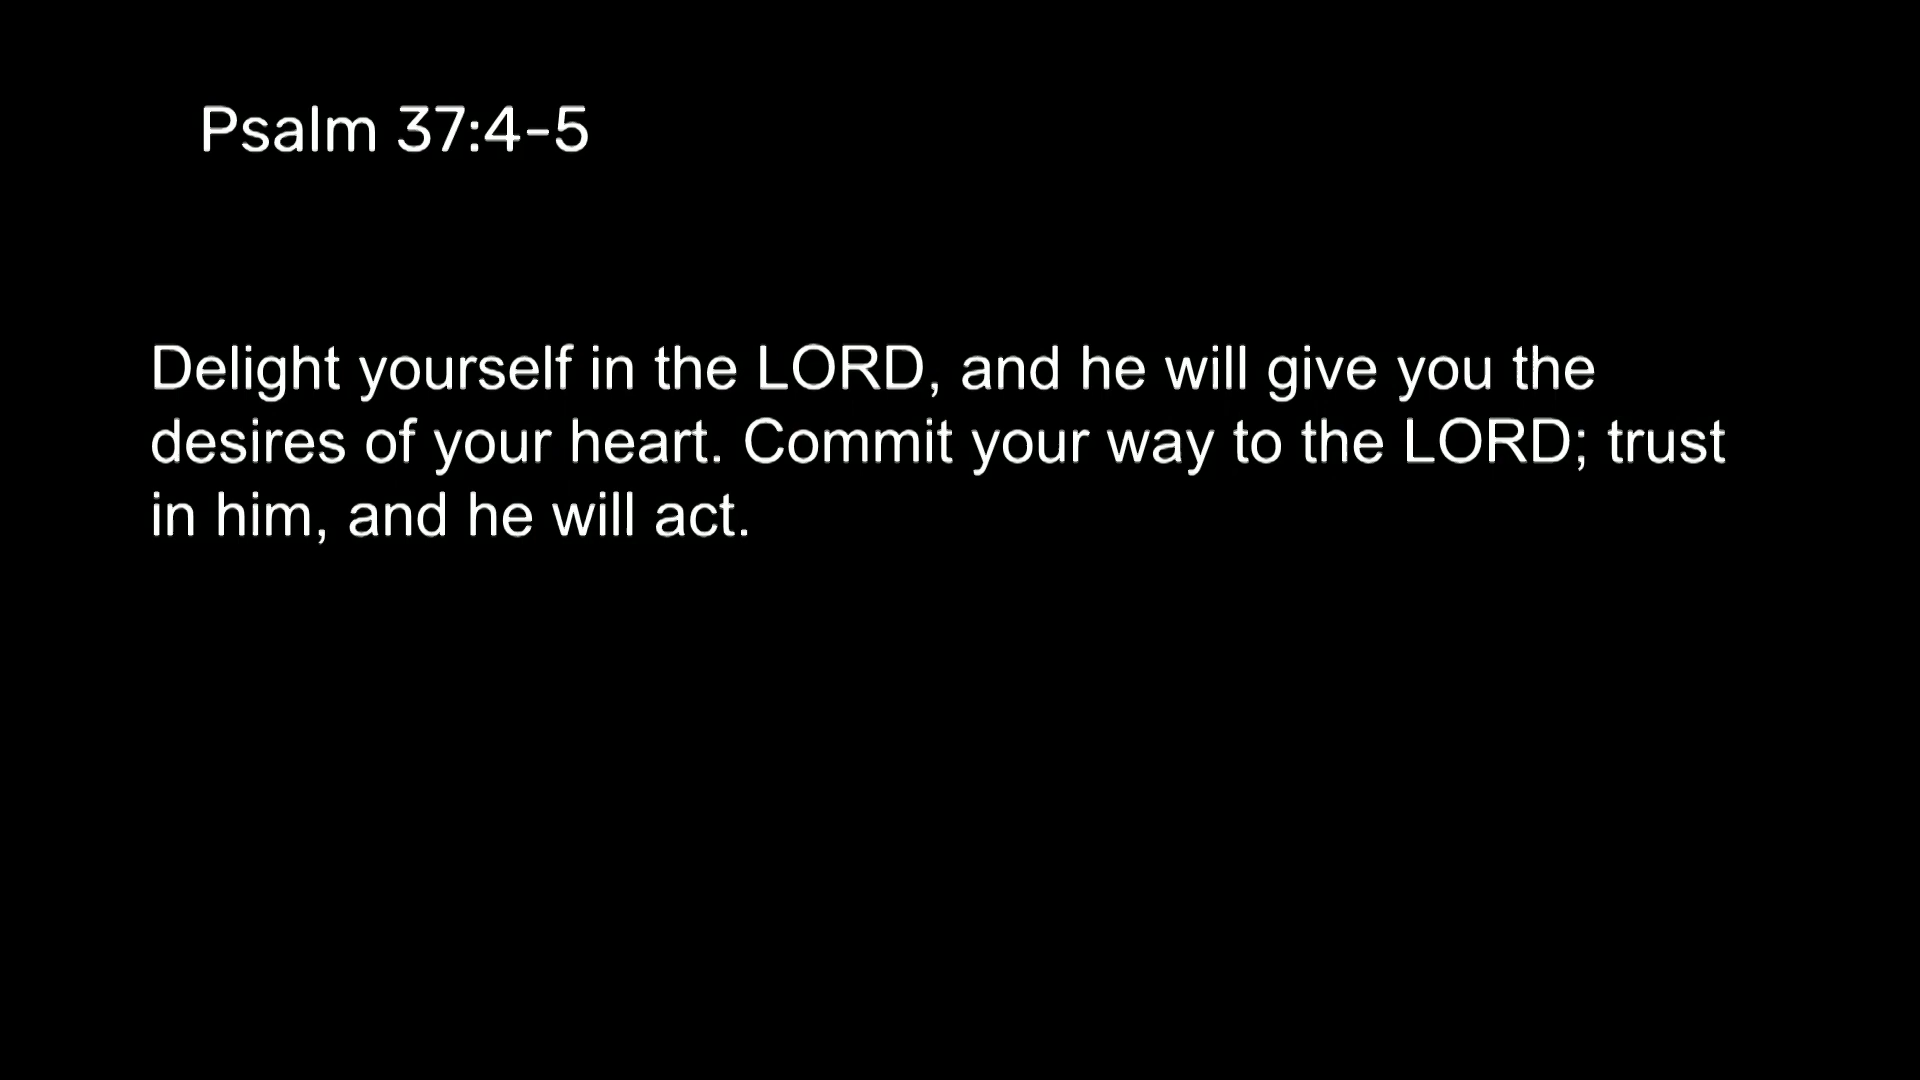 Psalm 37:4-5
Delight yourself in the LORD, and he will give you the
desires of your heart. Commit your way to the LORD; trust
in him, and he will act.